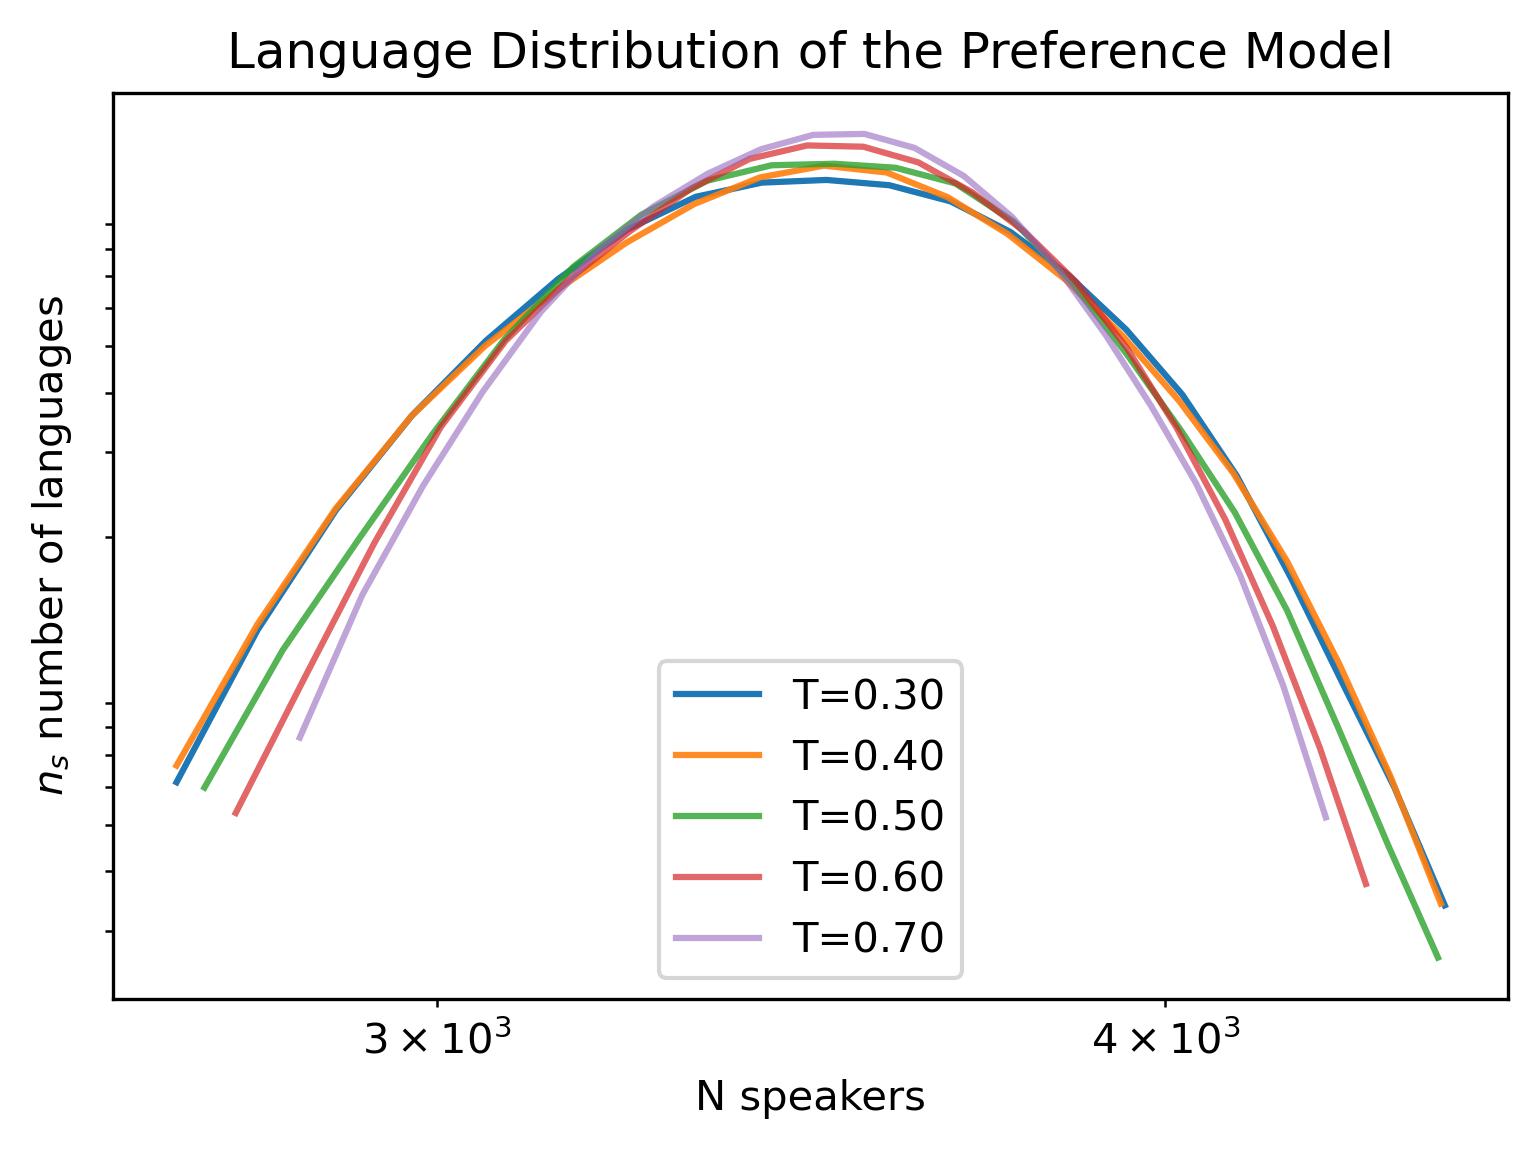 Language Distribution of the Preference Model
nₛ number of languages
T=0.30
T=0.40
T=0.50
T=0.60
T=0.70
3 × 10³
4 × 10³
N speakers